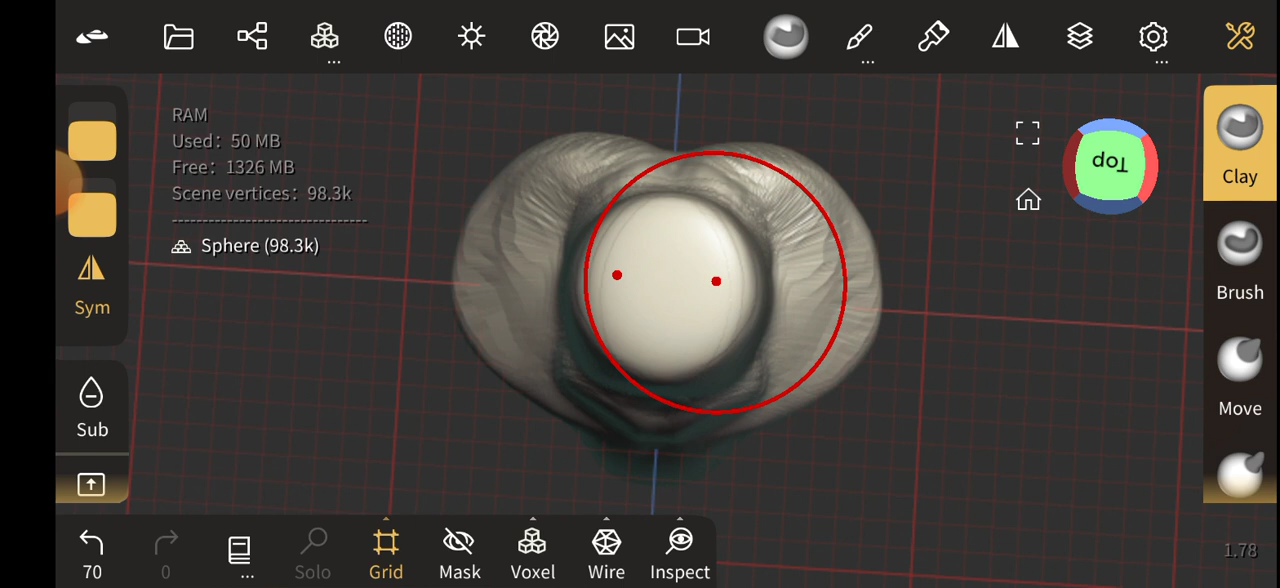 RAM
Used: 50 MB
Free: 1326 MB
Scene vertices: 98.3k
--------------------------------
Sphere (98.3k)
Sym
Sub
Top
Clay
Brush
Move
1.78
70
0
...
Solo
Grid
Mask
Voxel
Wire
Inspect